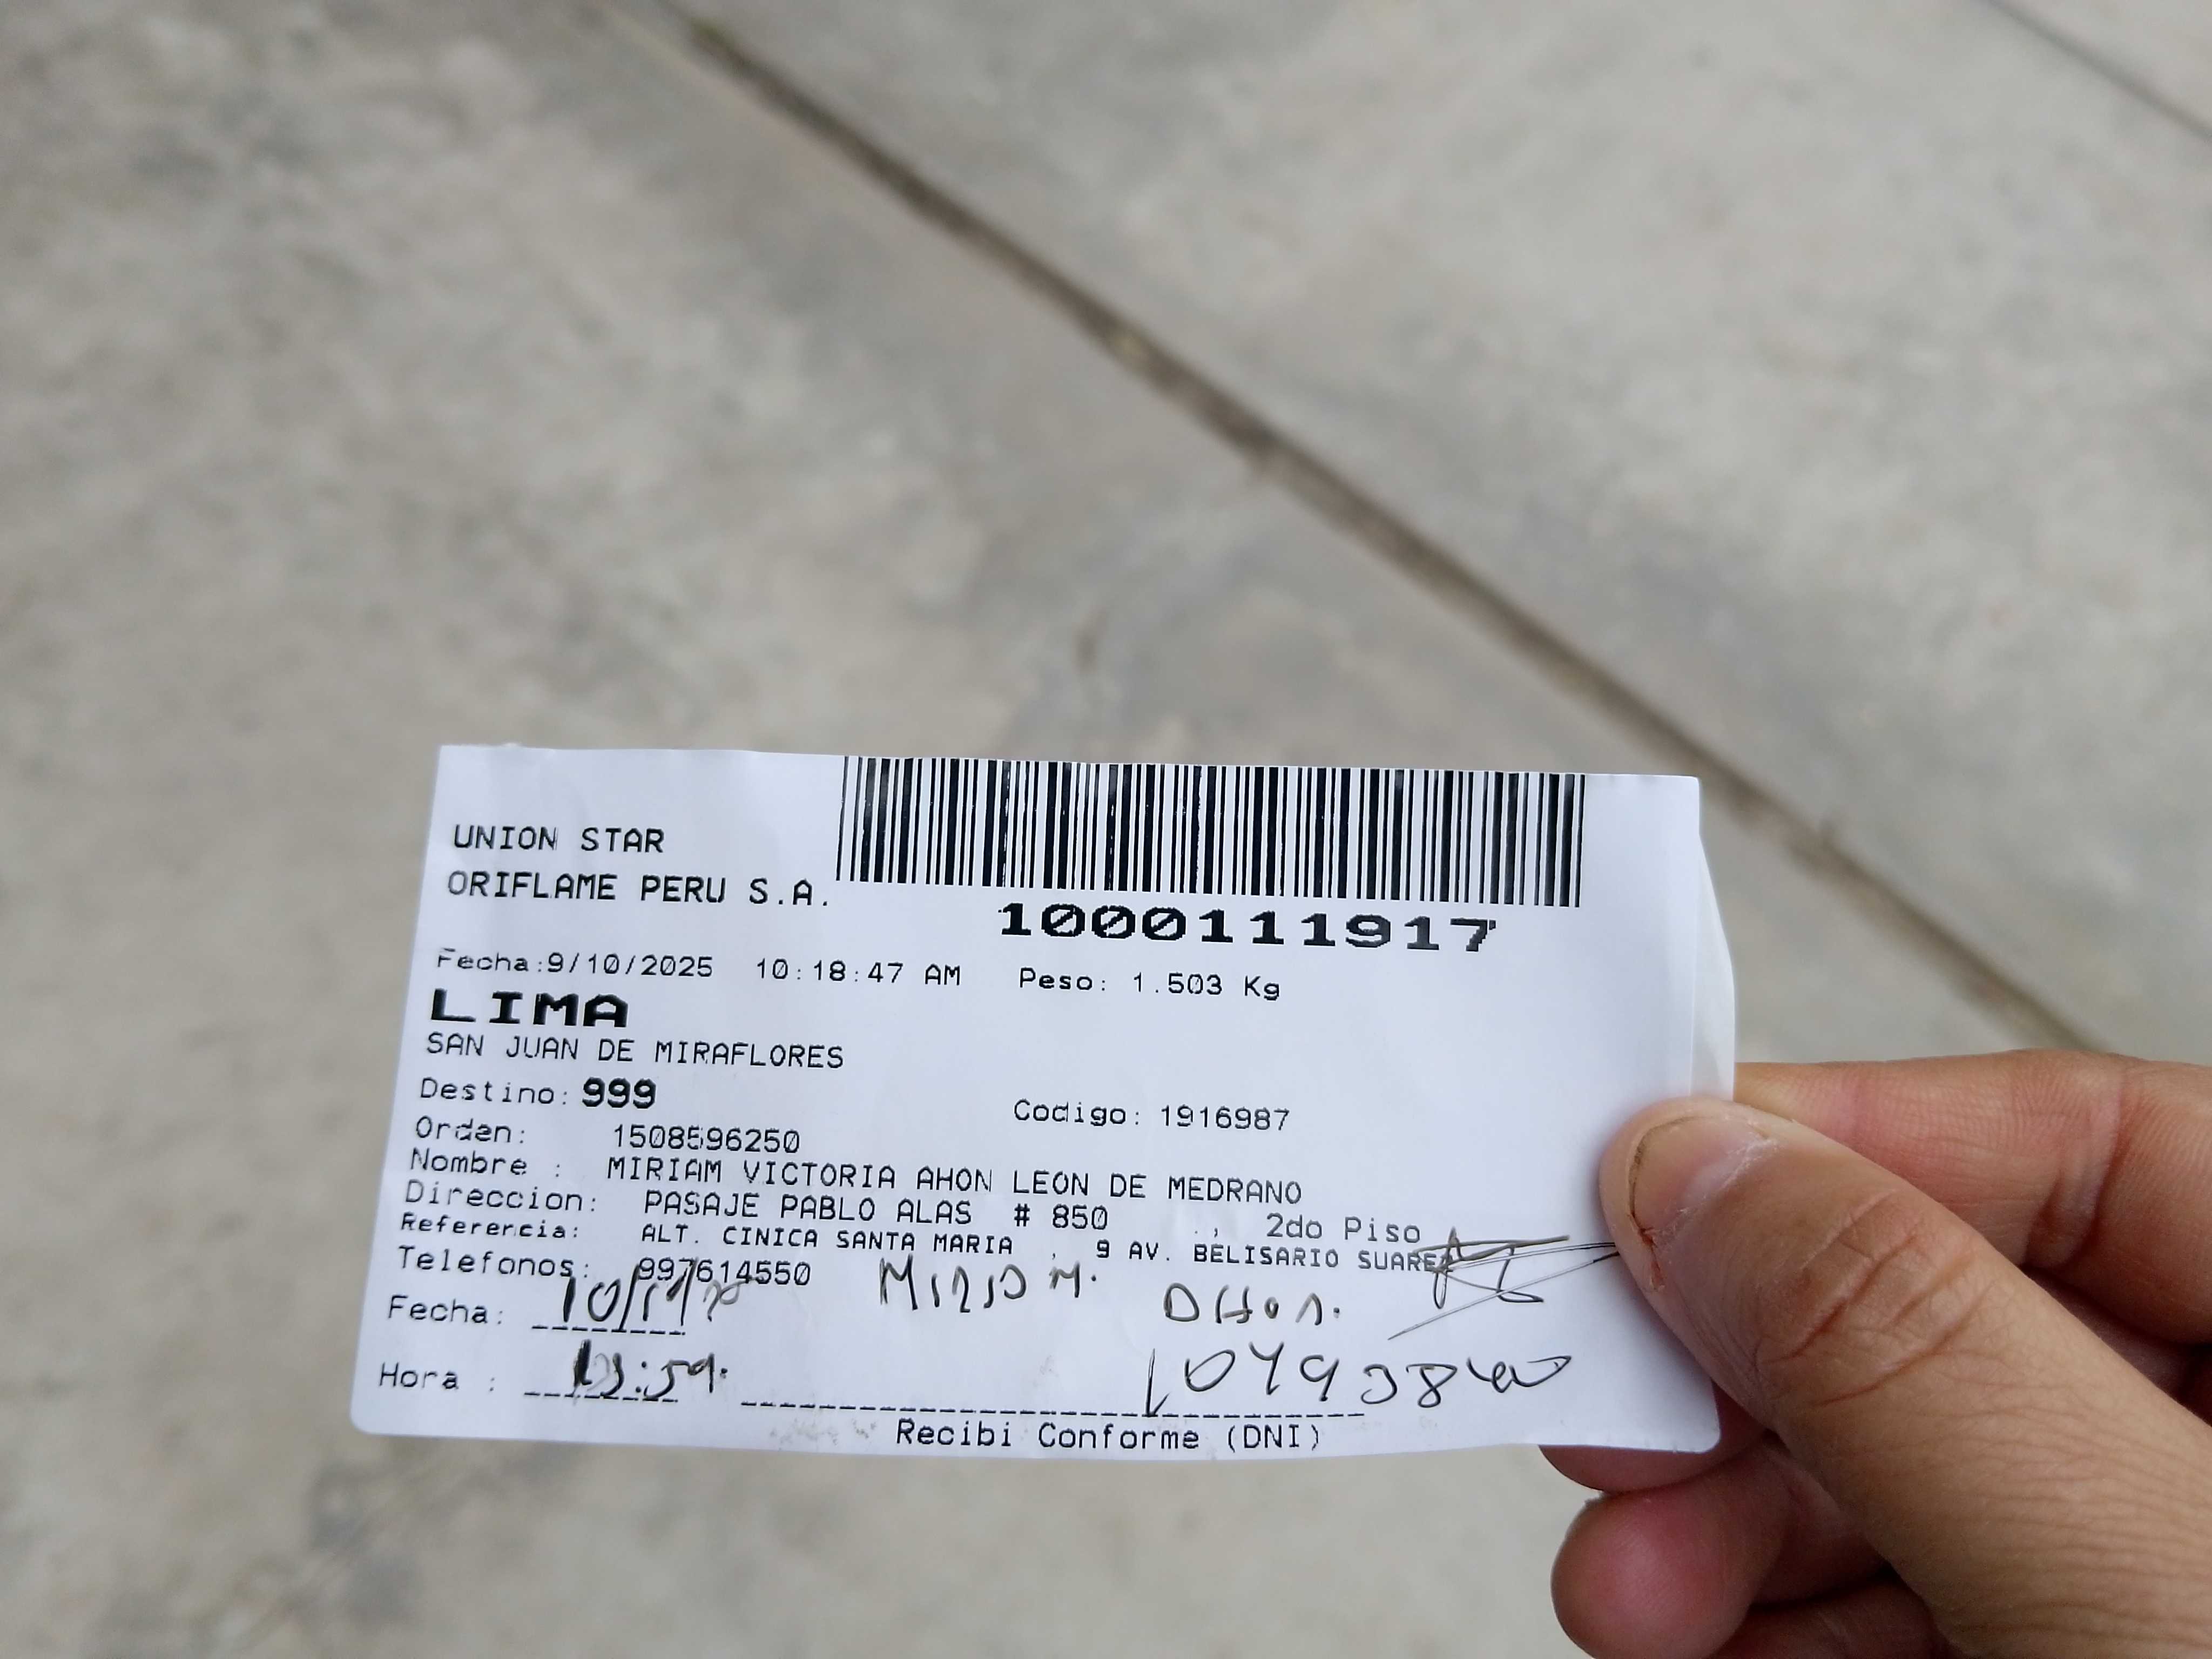 UNION STAR
ORIFLAME PERU S.A.
1000111917
Fecha:9/10/2025 10:18:47 AM Peso: 1.503 Kg
LIMA
SAN JUAN DE MIRAFLORES
Destino: 999
Codigo: 1916987
Orden: 1508596250
Nombre : MIRIAM VICTORIA AHON LEON DE MEDRANO
Direccion: PASAJE PABLO ALAS # 850 ., 2do Piso
Referencia: ALT. CINICA SANTA MARIA , 9 AV. BELISARIO SUAREZ
Telefonos: 997614550
Fecha:
Hora :
Recibi Conforme (DNI)